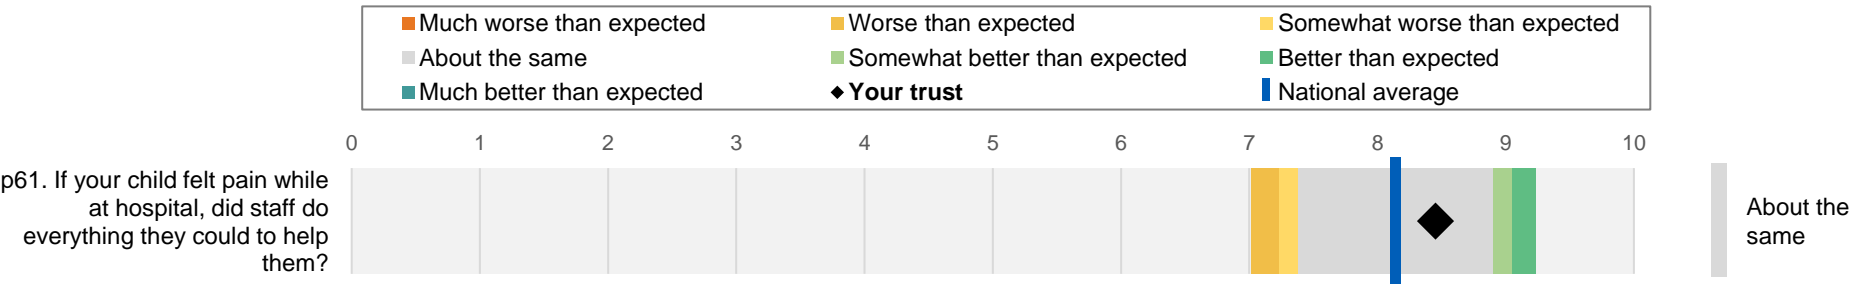 Much worse than expected
Worse than expected
Somewhat worse than expected
About the same
Somewhat better than expected
Better than expected
Much better than expected
Your trust
National average
0 1 2 3 4 5 6 7 8 9 10
p61. If your child felt pain while
at hospital, did staff do
everything they could to help
them?
About the
same